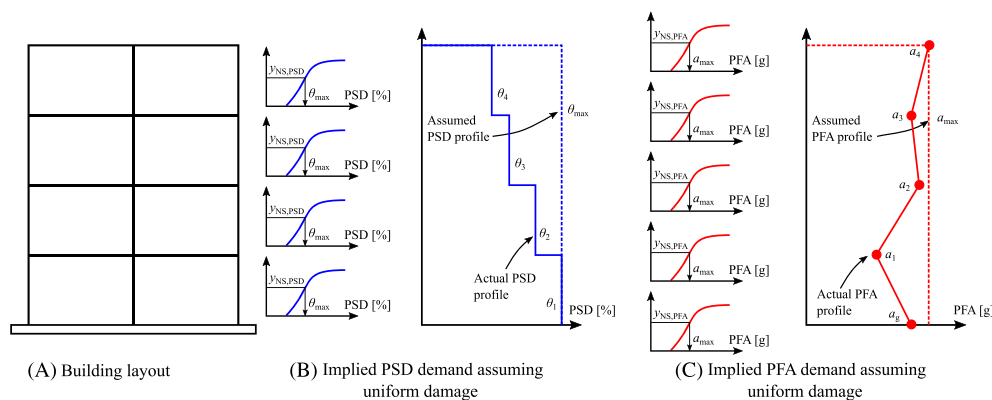 y_NS,PSD
θ_max
PSD [%]
y_NS,PSD
θ_max
PSD [%]
y_NS,PSD
θ_max
PSD [%]
y_NS,PSD
θ_max
PSD [%]
θ_4
Assumed
PSD profile
θ_max
θ_3
θ_2
Actual PSD
profile
θ_1
PSD [%]
y_NS,PFA
a_max
PFA [g]
y_NS,PFA
a_max
PFA [g]
y_NS,PFA
a_max
PFA [g]
y_NS,PFA
a_max
PFA [g]
y_NS,PFA
a_max
PFA [g]
a_4
Assumed
PFA profile
a_3
a_max
a_2
a_1
Actual PFA
profile
a_g
PFA [g]
(A) Building layout
(B) Implied PSD demand assuming
uniform damage
(C) Implied PFA demand assuming
uniform damage